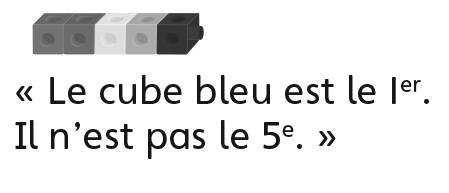 « Le cube bleu est le 1er.
Il n’est pas le 5e. »